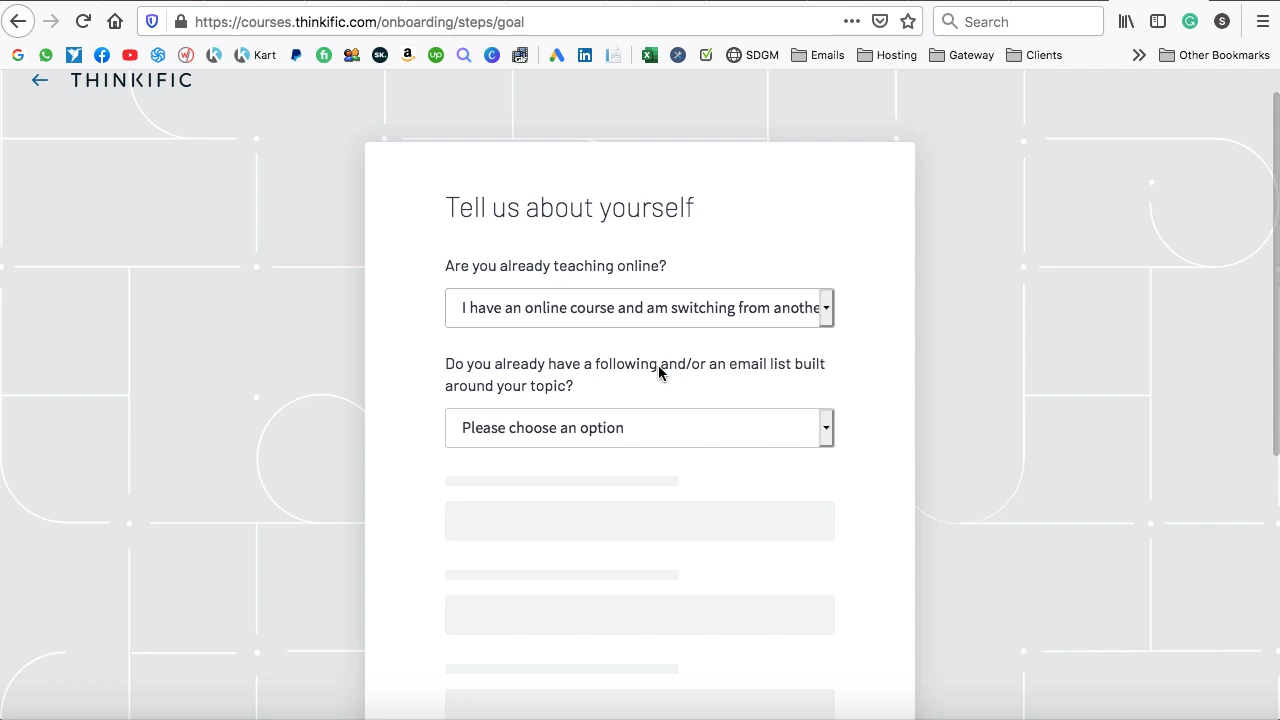 https://courses.thinkific.com/onboarding/steps/goal
Search
Kart
SDGM
Emails
Hosting
Gateway
Clients
Other Bookmarks
THINKIFIC
Tell us about yourself
Are you already teaching online?
I have an online course and am switching from anothe
Do you already have a following and/or an email list built
around your topic?
Please choose an option